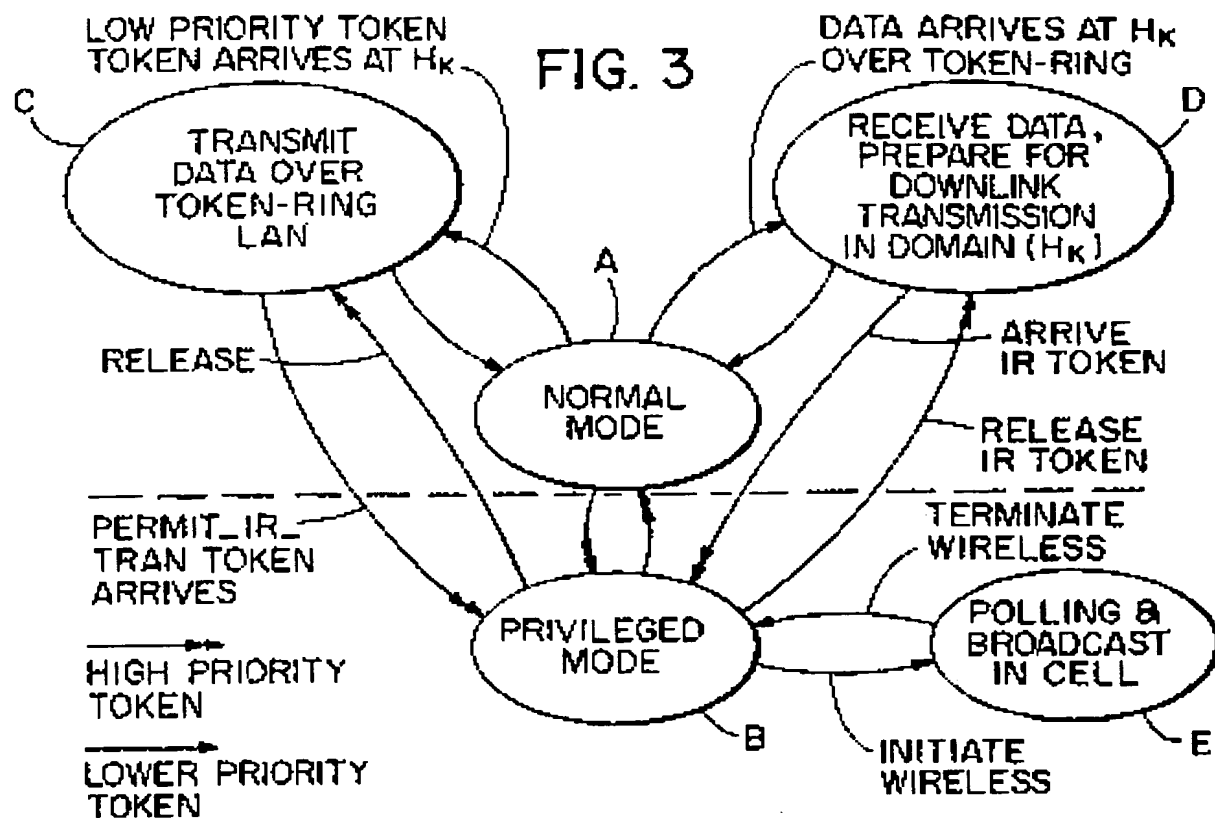 LOW PRIORITY TOKEN
TOKEN ARRIVES AT HK
FIG. 3
DATA ARRIVES AT HK
OVER TOKEN-RING
C
TRANSMIT
DATA OVER
TOKEN-RING
LAN
D
RECEIVE DATA,
PREPARE FOR
DOWNLINK
TRANSMISSION
IN DOMAIN (HK)
A
RELEASE
NORMAL
MODE
ARRIVE
IR TOKEN
RELEASE
IR TOKEN
PERMIT_IR_
TRAN TOKEN
ARRIVES
TERMINATE
WIRELESS
PRIVILEGED
MODE
POLLING &
BROADCAST
IN CELL
HIGH PRIORITY
TOKEN
B
E
INITIATE
WIRELESS
LOWER PRIORITY
TOKEN